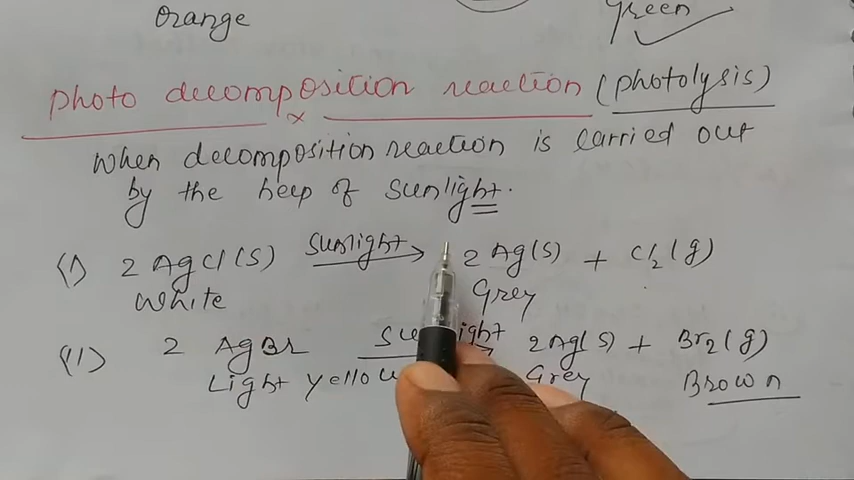 Orange
Green
Photo decomposition reaction (photolysis)
When decomposition reaction is carried out
by the heep of sunlight.
(I) 2 AgCl(S) Sunlight → 2 Ag(S) + Cl2(g)
White Grey
(II) 2 AgBr → 2Ag(S) + Br2(g)
Light yellow Grey Brown